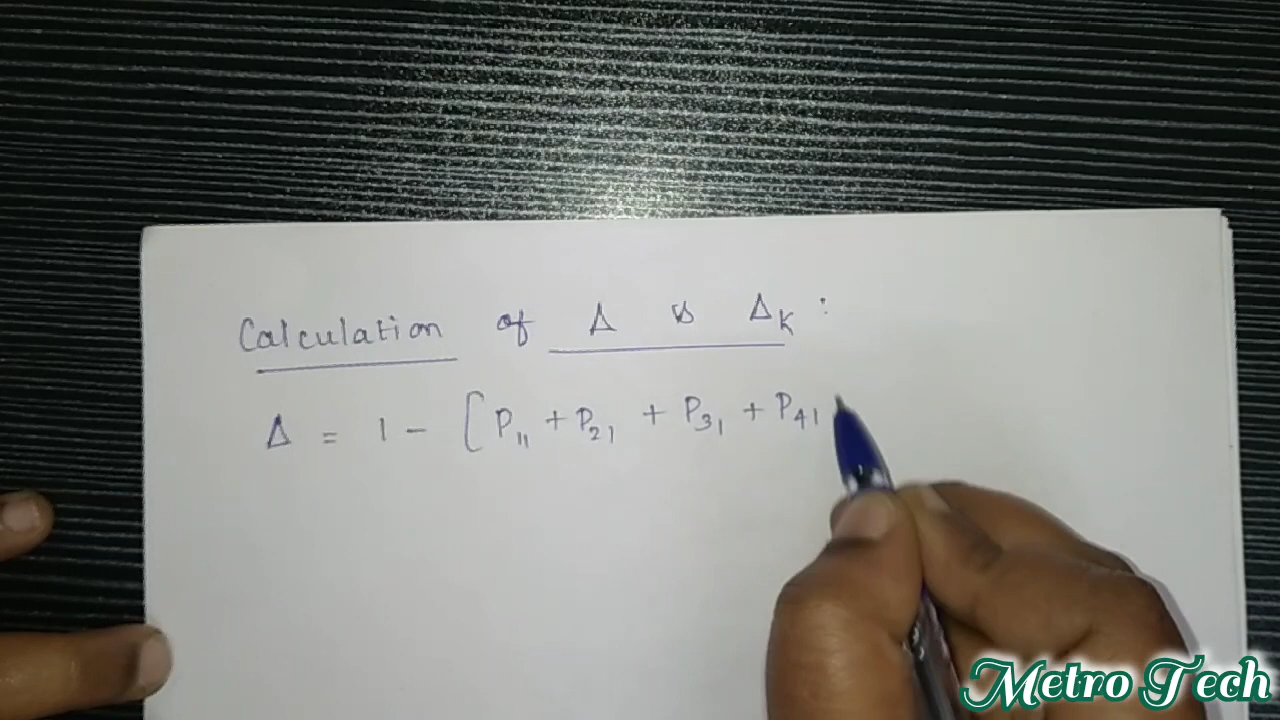 Calculation of Δ & ΔK :
Δ = 1 - [P11 + P21 + P31 + P41
Metro Tech